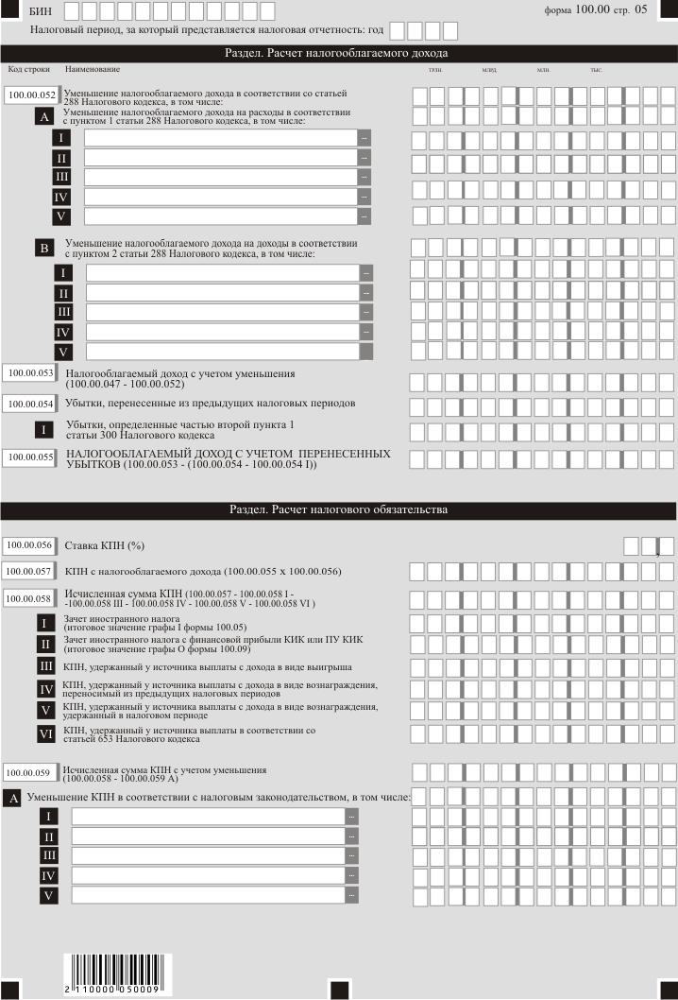 БИН
форма 100.00 стр. 05
Налоговый период, за который представляется налоговая отчетность: год
Раздел. Расчет налогооблагаемого дохода
Код строки Наименование трлн. млрд. млн. тыс.
100.00.052 Уменьшение налогооблагаемого дохода в соответствии со статьей
288 Налогового кодекса, в том числе:
A Уменьшение налогооблагаемого дохода на расходы в соответствии
с пунктом 1 статьи 288 Налогового кодекса, в том числе:
I ...
II ...
III ...
IV ...
V ...
B Уменьшение налогооблагаемого дохода на доходы в соответствии
с пунктом 2 статьи 288 Налогового кодекса, в том числе:
I ...
II ...
III ...
IV ...
V ...
100.00.053 Налогооблагаемый доход с учетом уменьшения
(100.00.047 - 100.00.052)
100.00.054 Убытки, перенесенные из предыдущих налоговых периодов
I Убытки, определенные частью второй пункта 1
статьи 300 Налогового кодекса
100.00.055 НАЛОГООБЛАГАЕМЫЙ ДОХОД С УЧЕТОМ ПЕРЕНЕСЕННЫХ
УБЫТКОВ (100.00.053 - (100.00.054 - 100.00.054 I))
Раздел. Расчет налогового обязательства
100.00.056 Ставка КПН (%) ,
100.00.057 КПН с налогооблагаемого дохода (100.00.055 x 100.00.056)
100.00.058 Исчисленная сумма КПН (100.00.057 - 100.00.058 I -
-100.00.058 III - 100.00.058 IV - 100.00.058 V - 100.00.058 VI )
I Зачет иностранного налога
(итоговое значение графы I формы 100.05)
II Зачет иностранного налога с финансовой прибыли КИК или ПУ КИК
(итоговое значение графы O формы 100.09)
III КПН, удержанный у источника выплаты с дохода в виде выигрыша
IV КПН, удержанный у источника выплаты с дохода в виде вознаграждения,
переносимый из предыдущих налоговых периодов
V КПН, удержанный у источника выплаты с дохода в виде вознаграждения,
удержанный в налоговом периоде
VI КПН, удержанный у источника выплаты в соответствии со
статьей 653 Налогового кодекса
100.00.059 Исчисленная сумма КПН с учетом уменьшения
(100.00.058 - 100.00.059 A)
A Уменьшение КПН в соответствии с налоговым законодательством, в том числе:
I ...
II ...
III ...
IV ...
V ...
2 110000 050009